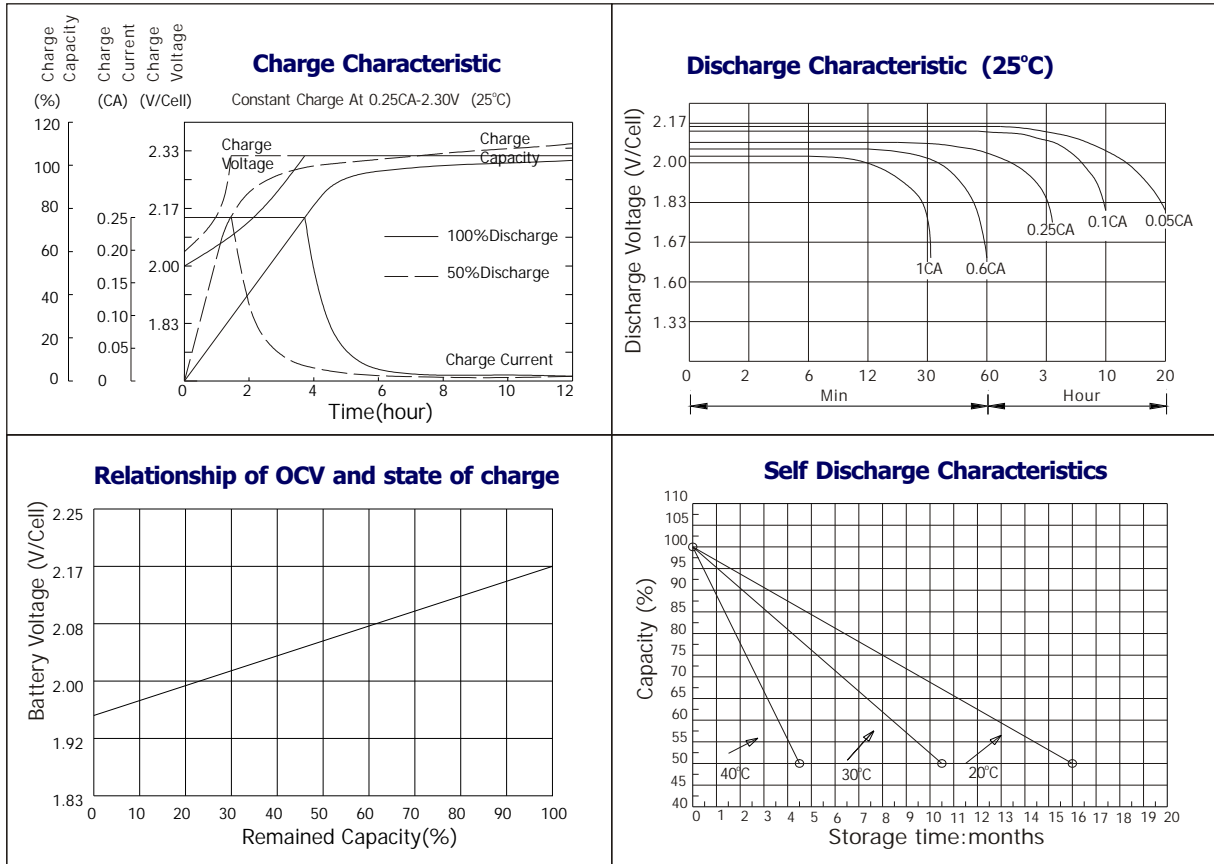 Charge Characteristic
Charge Capacity
Charge Current
Charge Voltage
(%) (CA) (V/Cell)
Constant Charge At 0.25CA-2.30V (25°C)
120
100
80
60
40
20
0
0.25
0.20
0.15
0.10
0.05
0
2.33
2.17
2.00
1.83
Charge
Voltage
Charge
Capacity
100%Discharge
50%Discharge
Charge Current
0 2 4 6 8 10 12
Time(hour)
Discharge Characteristic (25°C)
Discharge Voltage (V/Cell)
2.17
2.00
1.83
1.67
1.60
1.33
1CA
0.6CA
0.25CA
0.1CA
0.05CA
0 2 6 12 30 60 3 10 20
Min Hour
Relationship of OCV and state of charge
Battery Voltage (V/Cell)
2.25
2.17
2.08
2.00
1.92
1.83
0 10 20 30 40 50 60 70 80 90 100
Remained Capacity(%)
Self Discharge Characteristics
Capacity (%)
110
105
100
95
90
85
80
75
70
65
60
55
50
45
40
40°C
30°C
20°C
0 1 2 3 4 5 6 7 8 9 10 11 12 13 14 15 16 17 18 19 20
Storage time:months